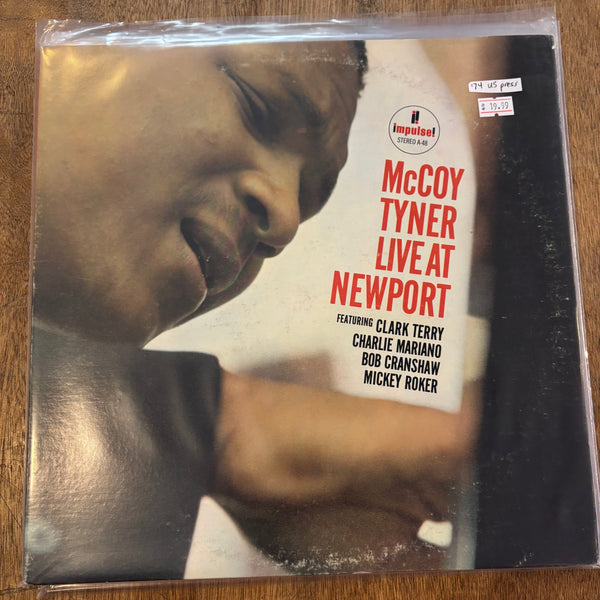 '74 US press
$ 19.99
i!
impulse!
STEREO A-48
McCOY
TYNER
LIVE AT
NEWPORT
FEATURING CLARK TERRY
CHARLIE MARIANO
BOB CRANSHAW
MICKEY ROKER